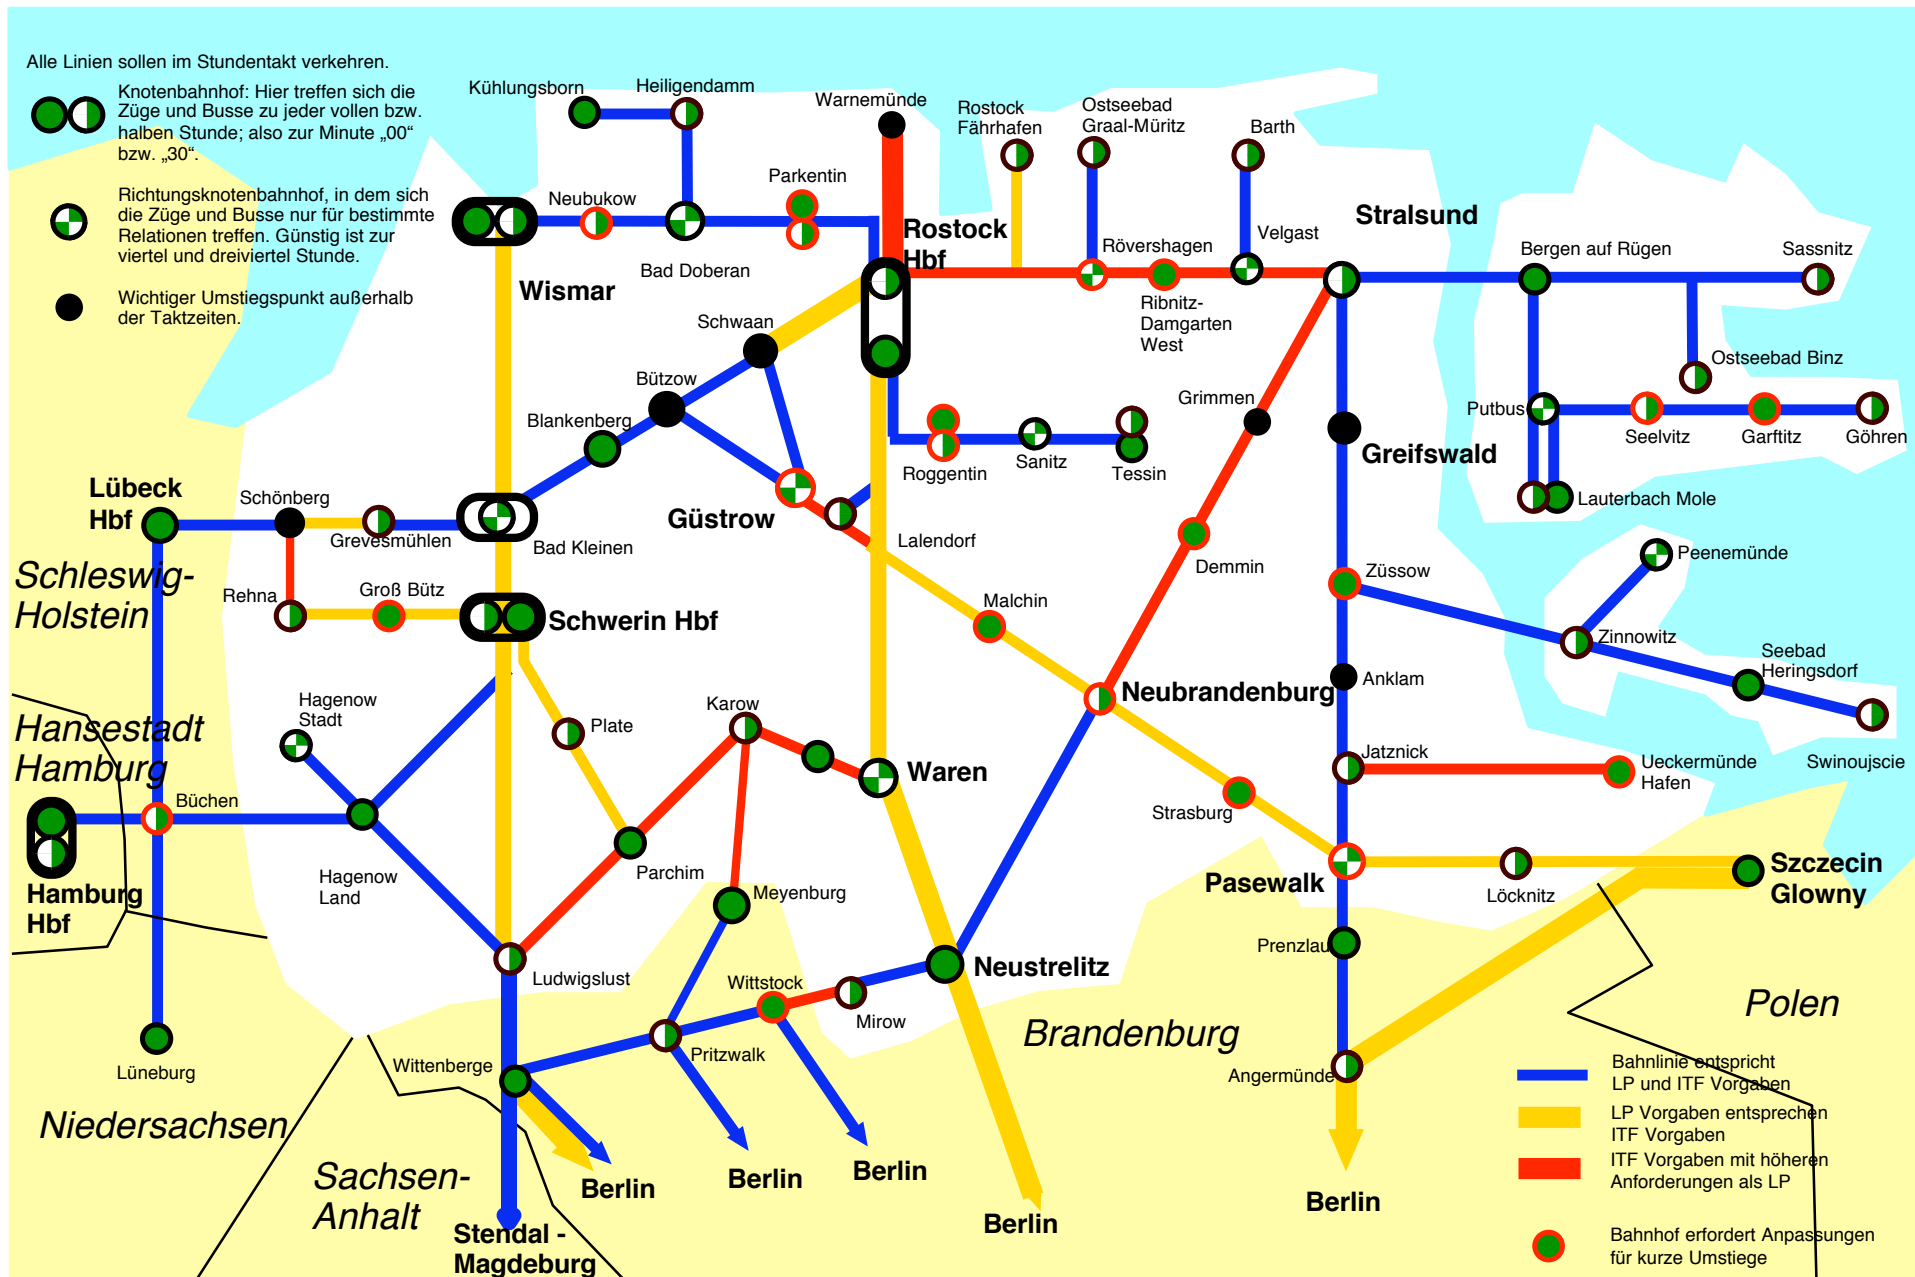 Alle Linien sollen im Stundentakt verkehren.
Knotenbahnhof: Hier treffen sich die
Züge und Busse zu jeder vollen bzw.
halben Stunde; also zur Minute „00“
bzw. „30“.
Richtungsknotenbahnhof, in dem sich
die Züge und Busse nur für bestimmte
Relationen treffen. Günstig ist zur
viertel und dreiviertel Stunde.
Wichtiger Umstiegspunkt außerhalb
der Taktzeiten.
Kühlungsborn
Heiligendamm
Warnemünde
Rostock
Fährhafen
Ostseebad
Graal-Müritz
Barth
Neubukow
Parkentin
Bad Doberan
Wismar
Rostock
Hbf
Rövershagen
Ribnitz-
Damgarten
West
Velgast
Stralsund
Bergen auf Rügen
Sassnitz
Ostseebad Binz
Schwaan
Bützow
Blankenberg
Grimmen
Greifswald
Putbus
Seelvitz
Garftitz
Göhren
Lauterbach Mole
Roggentin
Sanitz
Tessin
Lübeck
Hbf
Schönberg
Grevesmühlen
Bad Kleinen
Güstrow
Lalendorf
Demmin
Züssow
Peenemünde
Schleswig-
Holstein
Rehna
Groß Bütz
Schwerin Hbf
Malchin
Zinnowitz
Seebad
Heringsdorf
Swinoujscie
Hansestadt
Hamburg
Hagenow
Stadt
Plate
Karow
Neubrandenburg
Anklam
Waren
Jatznick
Ueckermünde
Hafen
Büchen
Strasburg
Hamburg
Hbf
Hagenow
Land
Parchim
Meyenburg
Pasewalk
Löcknitz
Szczecin
Glowny
Ludwigslust
Wittstock
Neustrelitz
Prenzlau
Mirow
Brandenburg
Polen
Lüneburg
Wittenberge
Pritzwalk
Angermünde
Niedersachsen
Sachsen-
Anhalt
Stendal -
Magdeburg
Berlin
Berlin
Berlin
Berlin
Berlin
Bahnlinie entspricht
LP und ITF Vorgaben
LP Vorgaben entsprechen
ITF Vorgaben
ITF Vorgaben mit höheren
Anforderungen als LP
Bahnhof erfordert Anpassungen
für kurze Umstiege